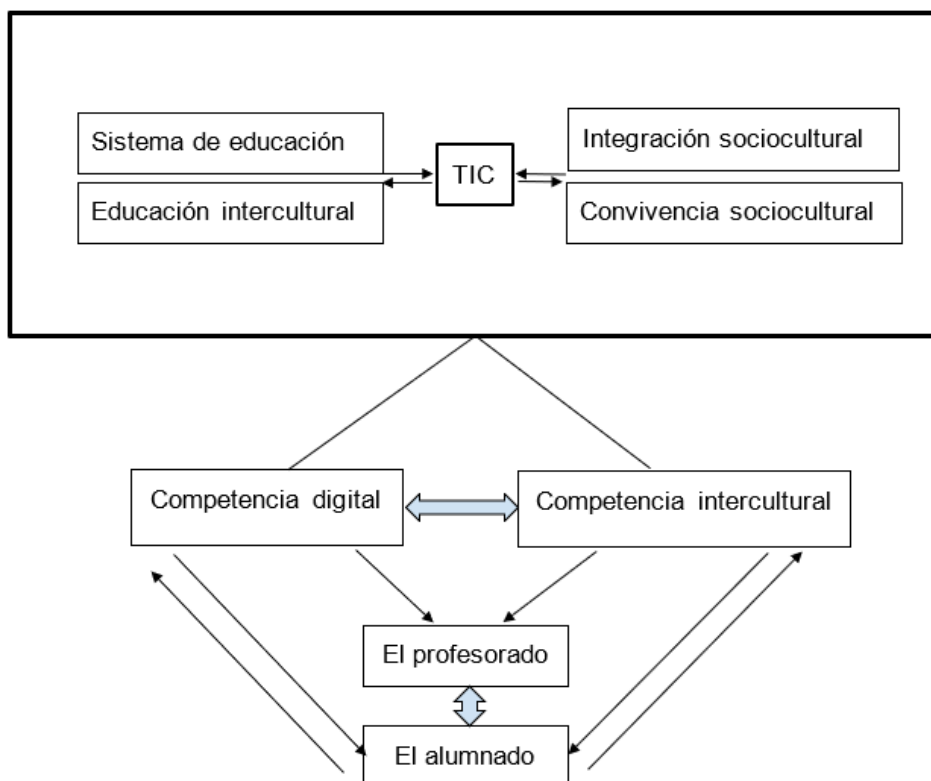 Sistema de educación
Educación intercultural
TIC
Integración sociocultural
Convivencia sociocultural
Competencia digital
Competencia intercultural
El profesorado
El alumnado